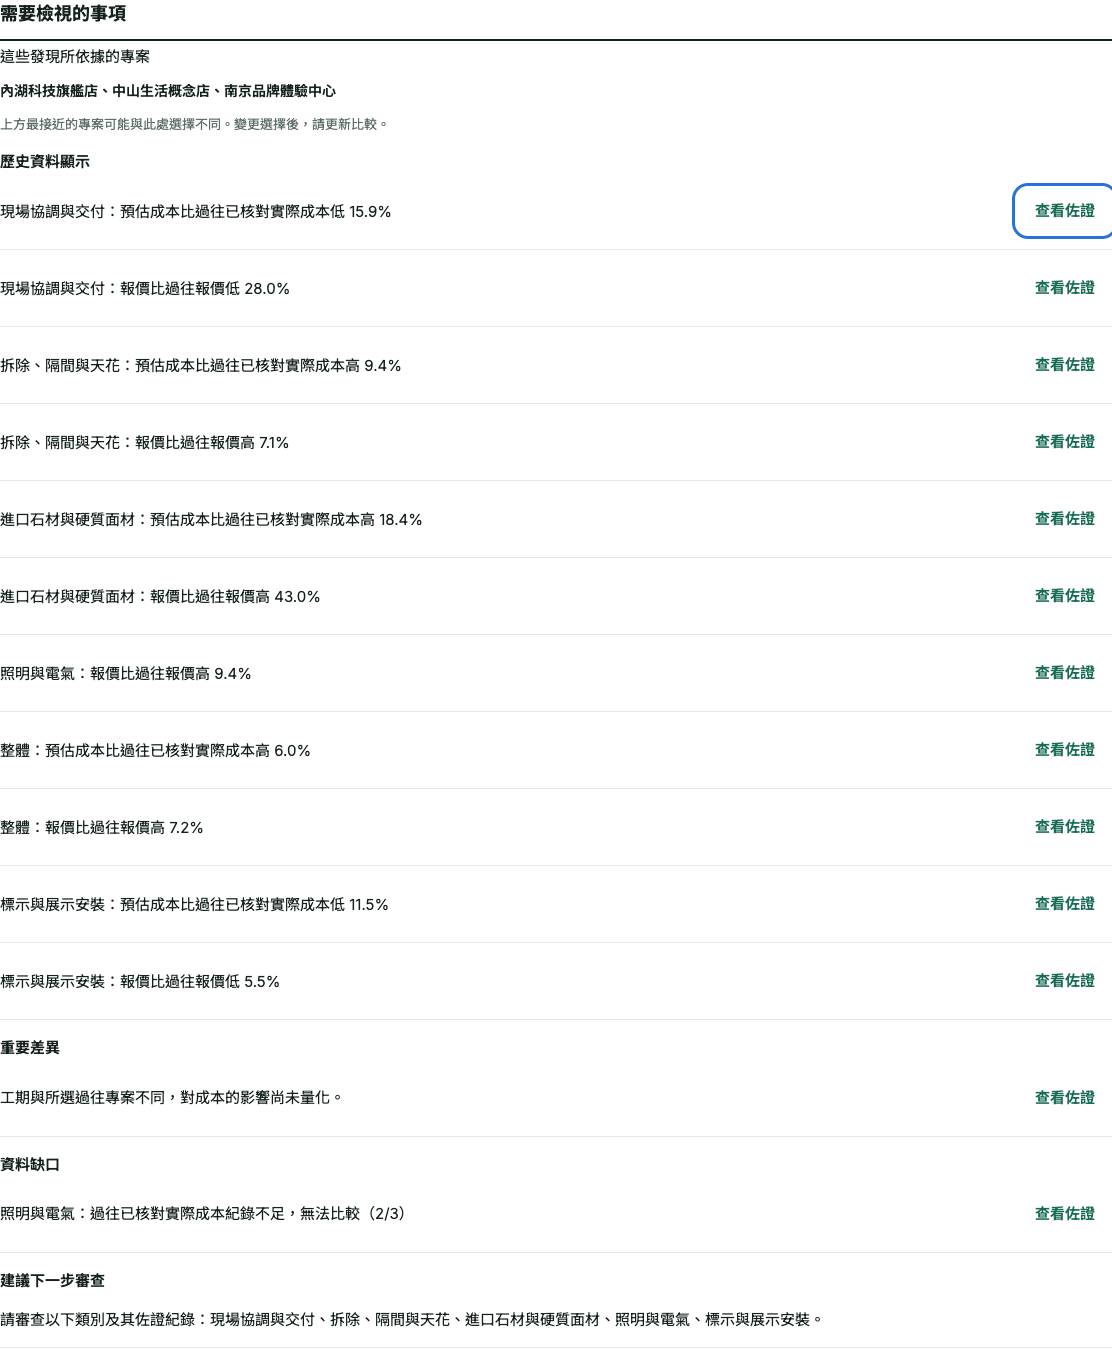 需要檢視的事項
這些發現所依據的專案
內湖科技旗艦店、中山生活概念店、南京品牌體驗中心
上方最接近的專案可能與此處選擇不同。變更選擇後，請更新比較。
歷史資料顯示
現場協調與交付：預估成本比過往已核對實際成本低 15.9%
查看佐證
現場協調與交付：報價比過往報價低 28.0%
查看佐證
拆除、隔間與天花：預估成本比過往已核對實際成本高 9.4%
查看佐證
拆除、隔間與天花：報價比過往報價高 7.1%
查看佐證
進口石材與硬質面材：預估成本比過往已核對實際成本高 18.4%
查看佐證
進口石材與硬質面材：報價比過往報價高 43.0%
查看佐證
照明與電氣：報價比過往報價高 9.4%
查看佐證
整體：預估成本比過往已核對實際成本高 6.0%
查看佐證
整體：報價比過往報價高 7.2%
查看佐證
標示與展示安裝：預估成本比過往已核對實際成本低 11.5%
查看佐證
標示與展示安裝：報價比過往報價低 5.5%
查看佐證
重要差異
工期與所選過往專案不同，對成本的影響尚未量化。
查看佐證
資料缺口
照明與電氣：過往已核對實際成本紀錄不足，無法比較（2/3）
查看佐證
建議下一步審查
請審查以下類別及其佐證紀錄：現場協調與交付、拆除、隔間與天花、進口石材與硬質面材、照明與電氣、標示與展示安裝。